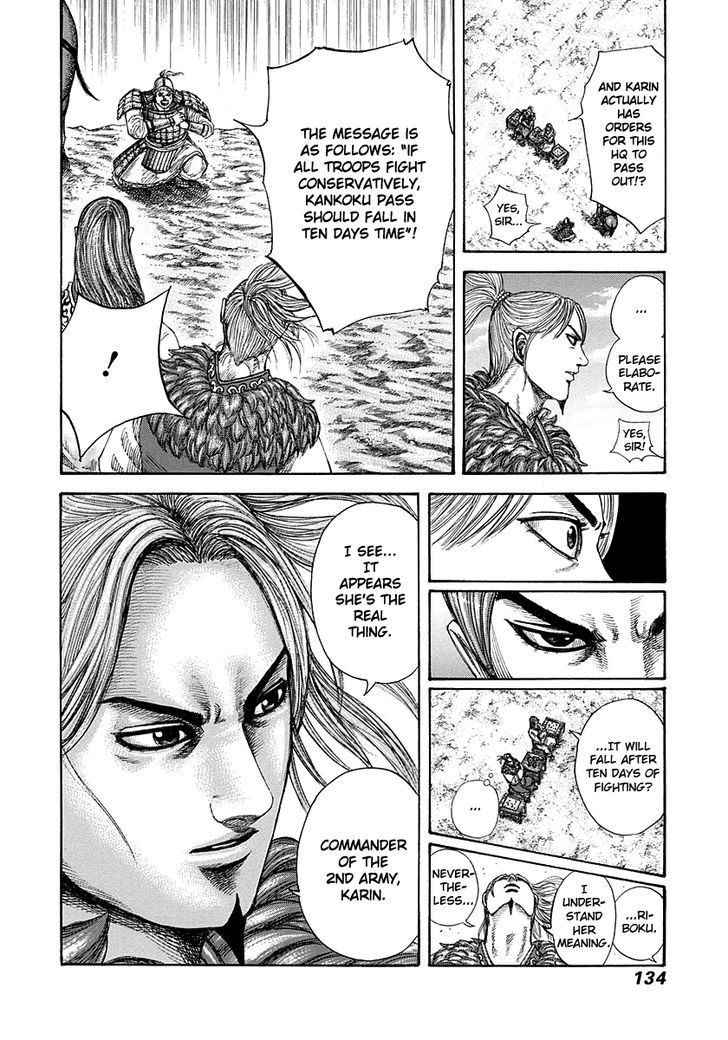 AND KARIN
ACTUALLY
HAS
ORDERS
FOR THIS
HQ TO
PASS
OUT!?
YES,
SIR...
...
PLEASE
ELABO-
RATE.
YES,
SIR!
THE MESSAGE IS
AS FOLLOWS: "IF
ALL TROOPS FIGHT
CONSERVATIVELY,
KANKOKU PASS
SHOULD FALL IN
TEN DAYS TIME"!
!
...IT WILL
FALL AFTER
TEN DAYS OF
FIGHTING?
...
...RI-
BOKU.
I
UNDER-
STAND
HER
MEANING.
NEVER-
THE-
LESS...
I SEE...
IT
APPEARS
SHE'S THE
REAL
THING.
COMMANDER
OF THE
2ND ARMY,
KARIN.
134